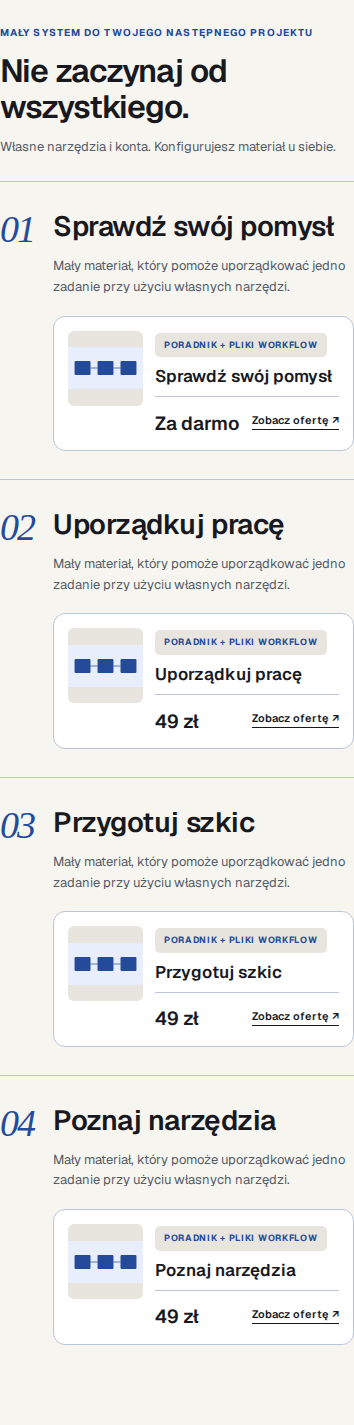 MAŁY SYSTEM DO TWOJEGO NASTĘPNEGO PROJEKTU
Nie zaczynaj od
wszystkiego.
Własne narzędzia i konta. Konfigurujesz materiał u siebie.
01
Sprawdź swój pomysł
Mały materiał, który pomoże uporządkować jedno
zadanie przy użyciu własnych narzędzi.
PORADNIK + PLIKI WORKFLOW
Sprawdź swój pomysł
Za darmo
Zobacz ofertę ↗
02
Uporządkuj pracę
Mały materiał, który pomoże uporządkować jedno
zadanie przy użyciu własnych narzędzi.
PORADNIK + PLIKI WORKFLOW
Uporządkuj pracę
49 zł
Zobacz ofertę ↗
03
Przygotuj szkic
Mały materiał, który pomoże uporządkować jedno
zadanie przy użyciu własnych narzędzi.
PORADNIK + PLIKI WORKFLOW
Przygotuj szkic
49 zł
Zobacz ofertę ↗
04
Poznaj narzędzia
Mały materiał, który pomoże uporządkować jedno
zadanie przy użyciu własnych narzędzi.
PORADNIK + PLIKI WORKFLOW
Poznaj narzędzia
49 zł
Zobacz ofertę ↗